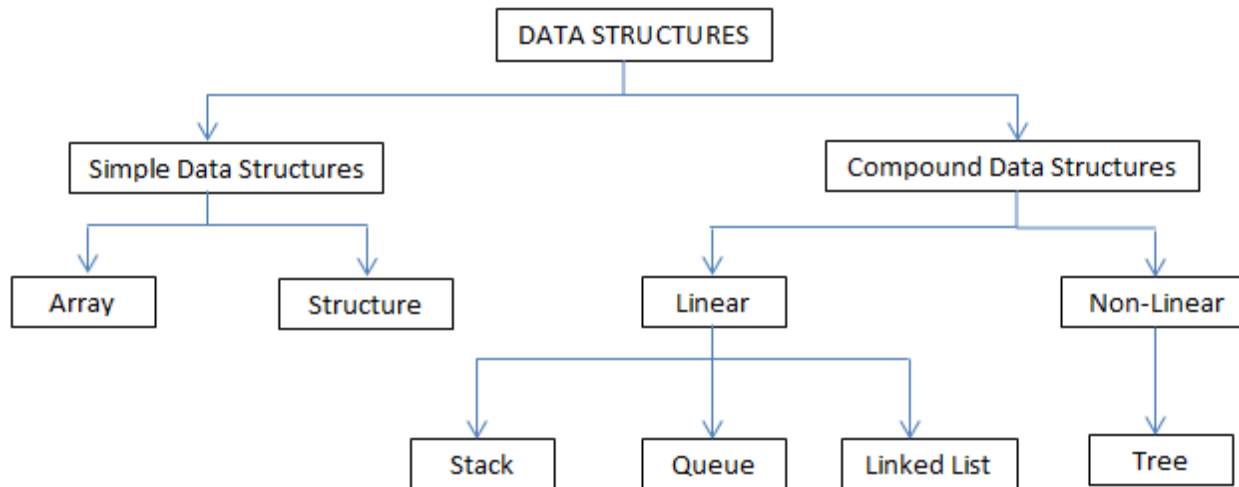 DATA STRUCTURES
Simple Data Structures
Compound Data Structures
Array
Structure
Linear
Non-Linear
Stack
Queue
Linked List
Tree